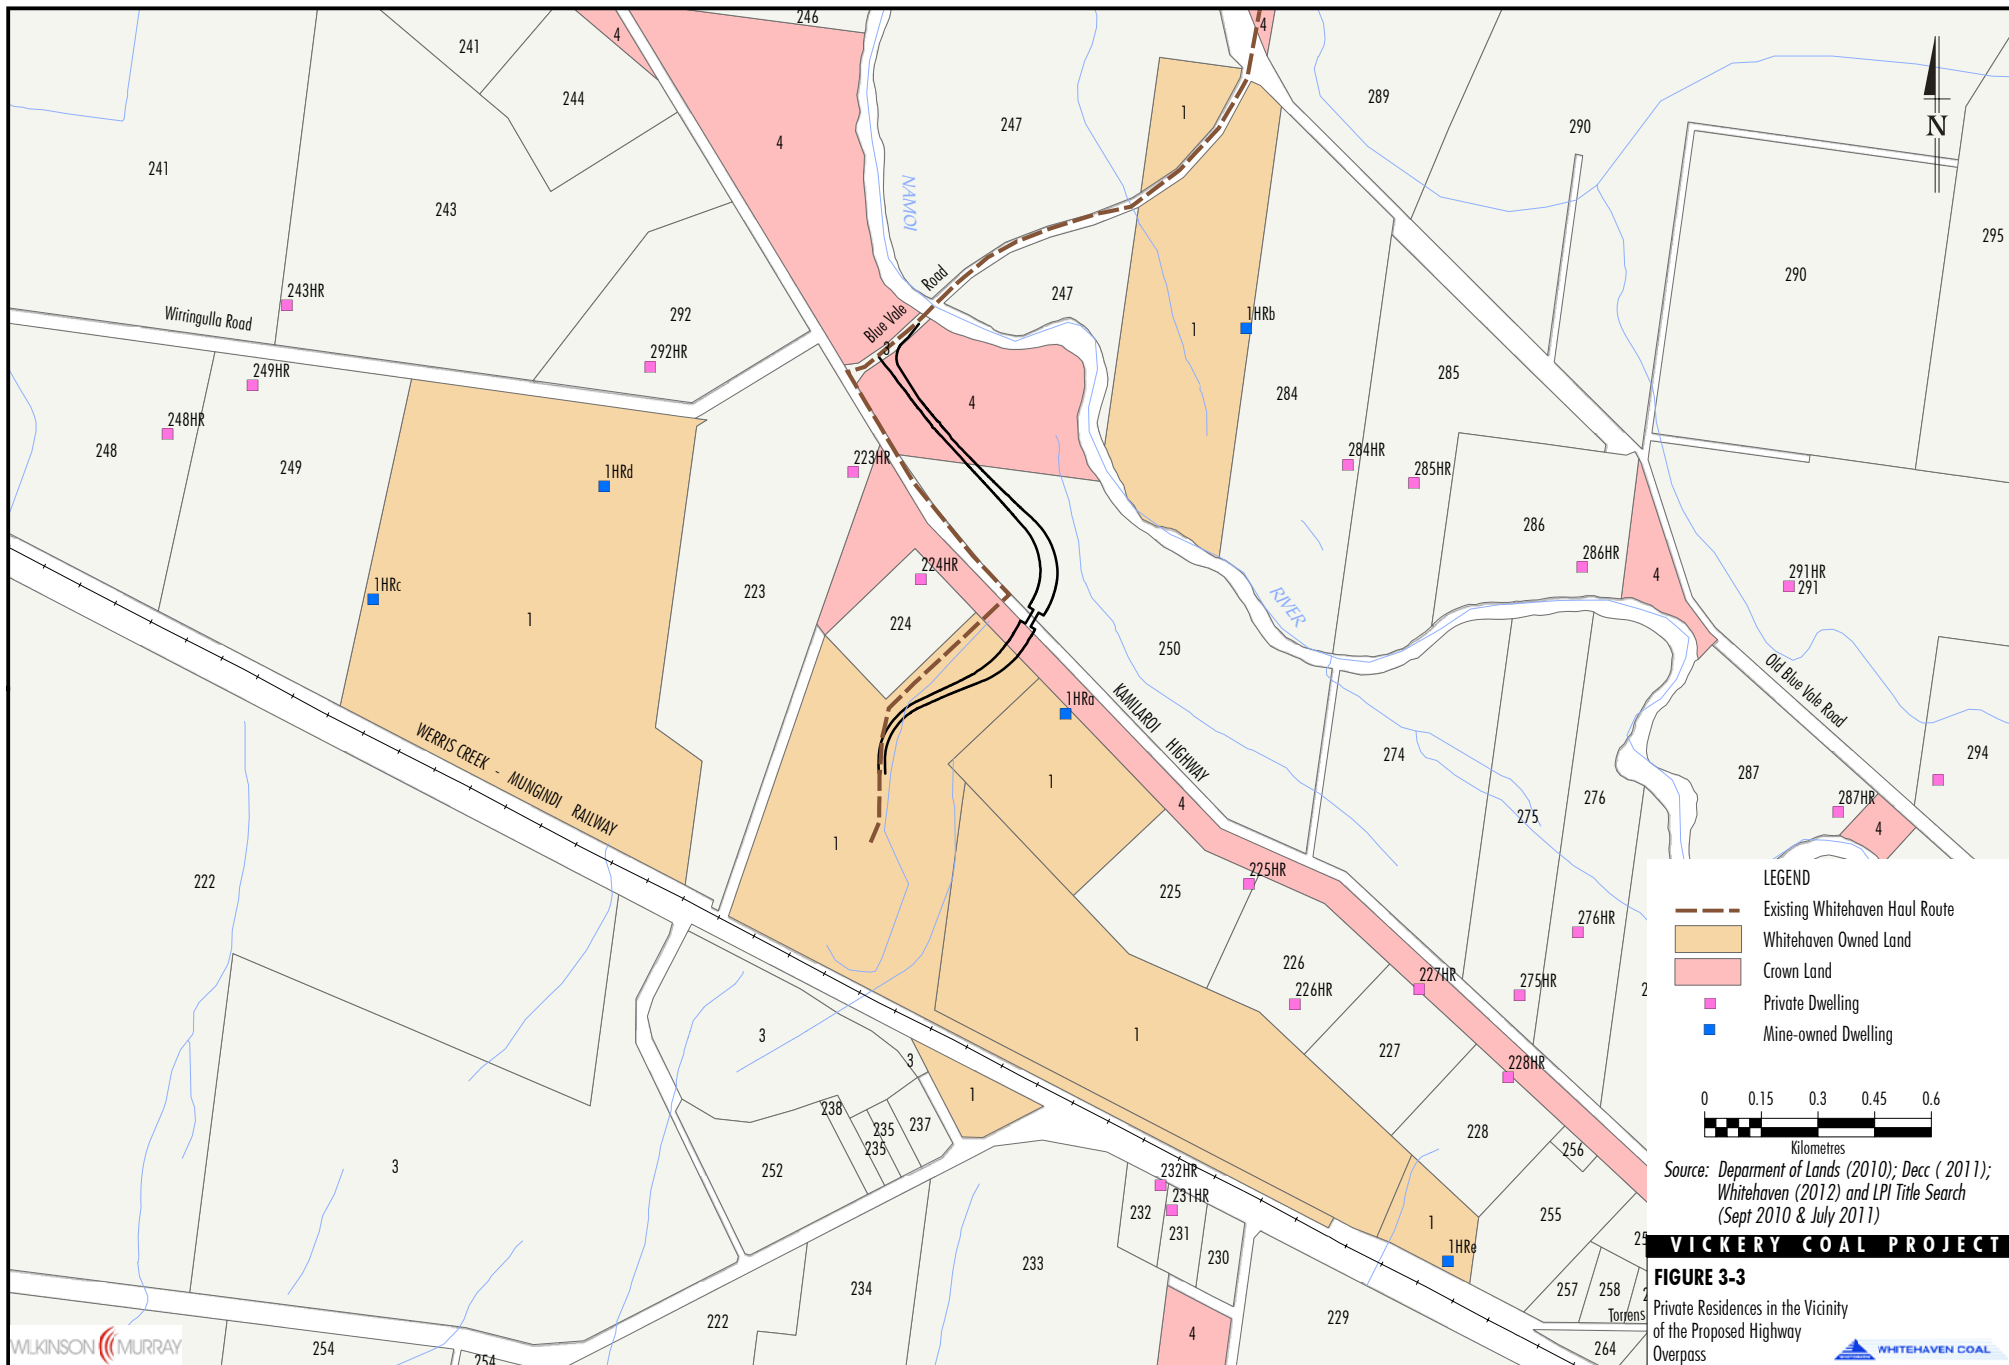 246
241
4
4
244
247
289
290
4
1
N
241
243
295
NAMOI
290
247
Road
243HR
Wirringulla Road
292
Blue Vale
3
1HRb
1
292HR
285
249HR
284
4
248HR
248
249
223HR
1HRd
284HR
285HR
286
286HR
224HR
4
291HR
291
1HRc
223
1
224
RIVER
250
Old Blue Vale Road
1HRa
KAMILAROI HIGHWAY
WERRIS CREEK - MUNGINDI RAILWAY
274
294
287
1
4
276
275
287HR
4
1
222
225HR
225
276HR
226
226HR
227HR
275HR
2
3
1
227
3
228HR
1
238
235
237
235
228
256
252
3
232HR
231HR
232
231
230
1
255
25
1HRe
233
234
257
258
2
222
229
Torrens
4
264
254
254
LEGEND
Existing Whitehaven Haul Route
Whitehaven Owned Land
Crown Land
Private Dwelling
Mine-owned Dwelling
0 0.15 0.3 0.45 0.6
Kilometres
Source: Deparment of Lands (2010); Decc ( 2011);
Whitehaven (2012) and LPI Title Search
(Sept 2010 & July 2011)
VICKERY COAL PROJECT
FIGURE 3-3
Private Residences in the Vicinity
of the Proposed Highway
Overpass
WILKINSON MURRAY
WHITEHAVEN COAL